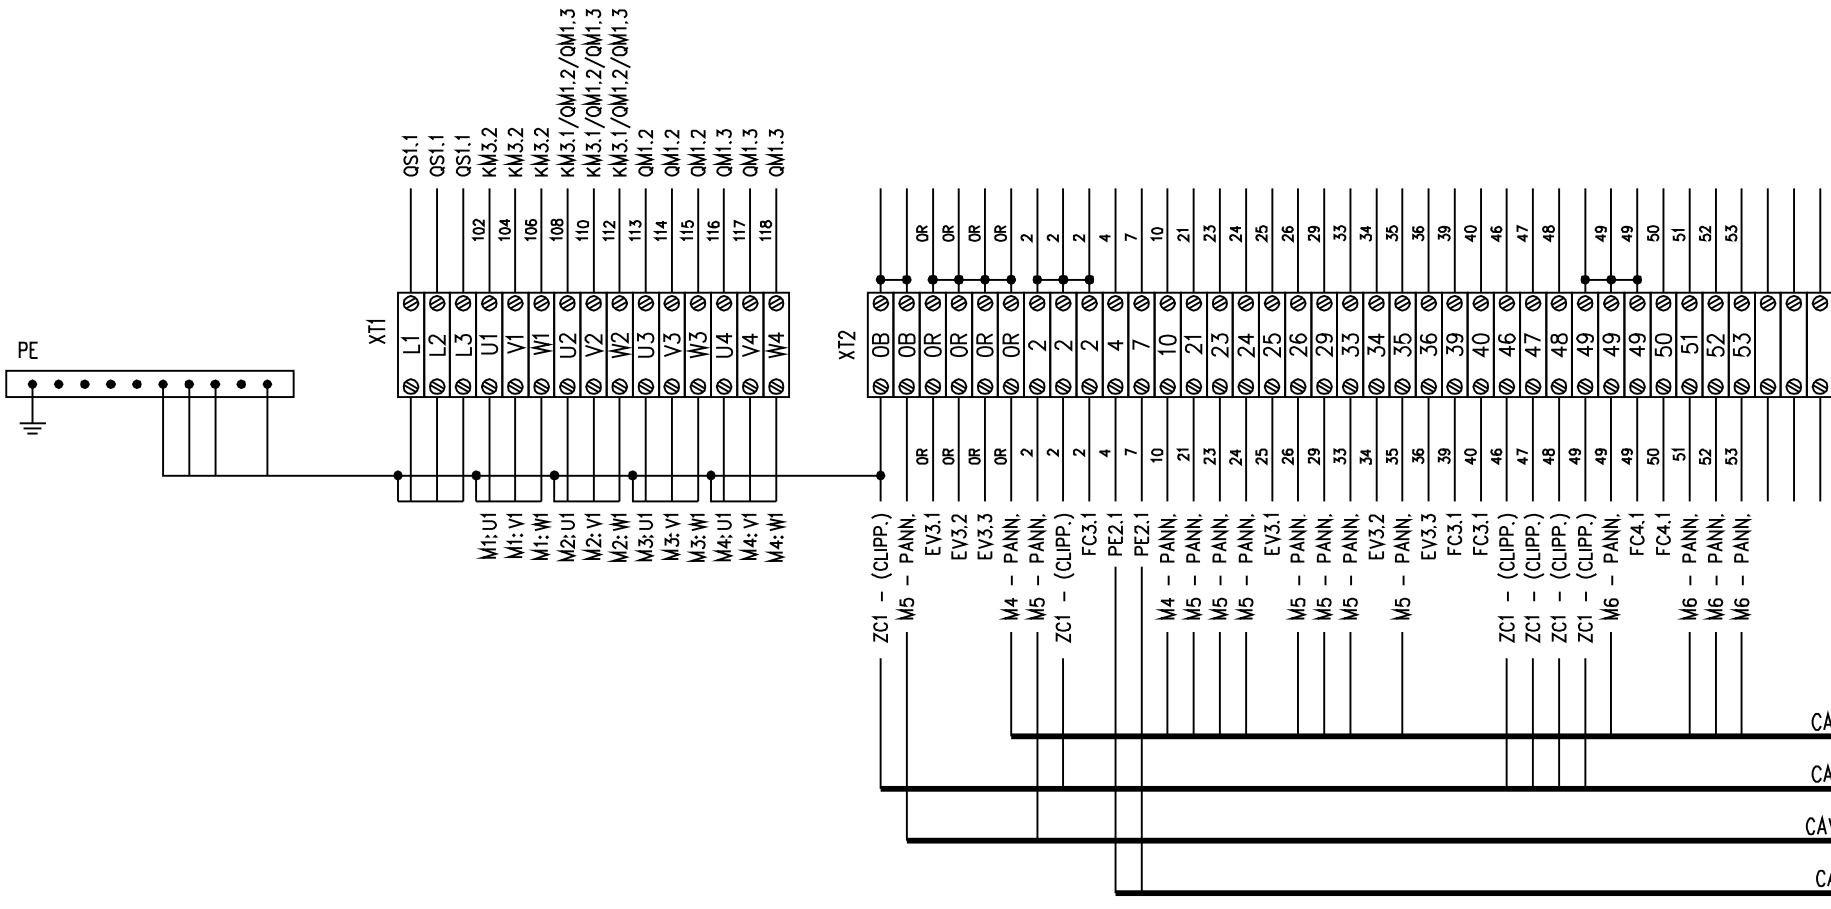 QS1.1 QS1.1 QS1.1 KM3.2 KM3.2 KM3.2 KM3.1/QM1.2/QM1.3 KM3.1/QM1.2/QM1.3 KM3.1/QM1.2/QM1.3 QM1.2 QM1.2 QM1.2 QM1.3 QM1.3 QM1.3
102 104 106 108 110 112 113 114 115 116 117 118
0R 0R 0R 0R 2 2 2 4 7 10 21 23 24 25 26 29 33 34 35 36 39 40 46 47 48 49 49 50 51 52 53
PE
XT1
L1 L2 L3 U1 V1 W1 U2 V2 W2 U3 V3 W3 U4 V4 W4
XT2
0B 0B 0R 0R 0R 0R 2 2 2 4 7 10 21 23 24 25 26 29 33 34 35 36 39 40 46 47 48 49 49 49 50 51 52 53
0R 0R 0R 0R 2 2 2 4 7 10 21 23 24 25 26 29 33 34 35 36 39 40 46 47 48 49 49 49 50 51 52 53
M1:U1 M1:V1 M1:W1 M2:U1 M2:V1 M2:W1 M3:U1 M3:V1 M3:W1 M4:U1 M4:V1 M4:W1
ZC1 - (CLIPP.)
M5 - PANN.
EV3.1
EV3.2
EV3.3
M4 - PANN.
M5 - PANN.
ZC1 - (CLIPP.)
FC3.1
PE2.1
PE2.1
M4 - PANN.
M5 - PANN.
M5 - PANN.
M5 - PANN.
EV3.1
M5 - PANN.
M5 - PANN.
M5 - PANN.
EV3.2
M5 - PANN.
EV3.3
FC3.1
FC3.1
ZC1 - (CLIPP.)
ZC1 - (CLIPP.)
ZC1 - (CLIPP.)
ZC1 - (CLIPP.)
M6 - PANN.
FC4.1
FC4.1
M6 - PANN.
M6 - PANN.
M6 - PANN.
CA
CA
CA